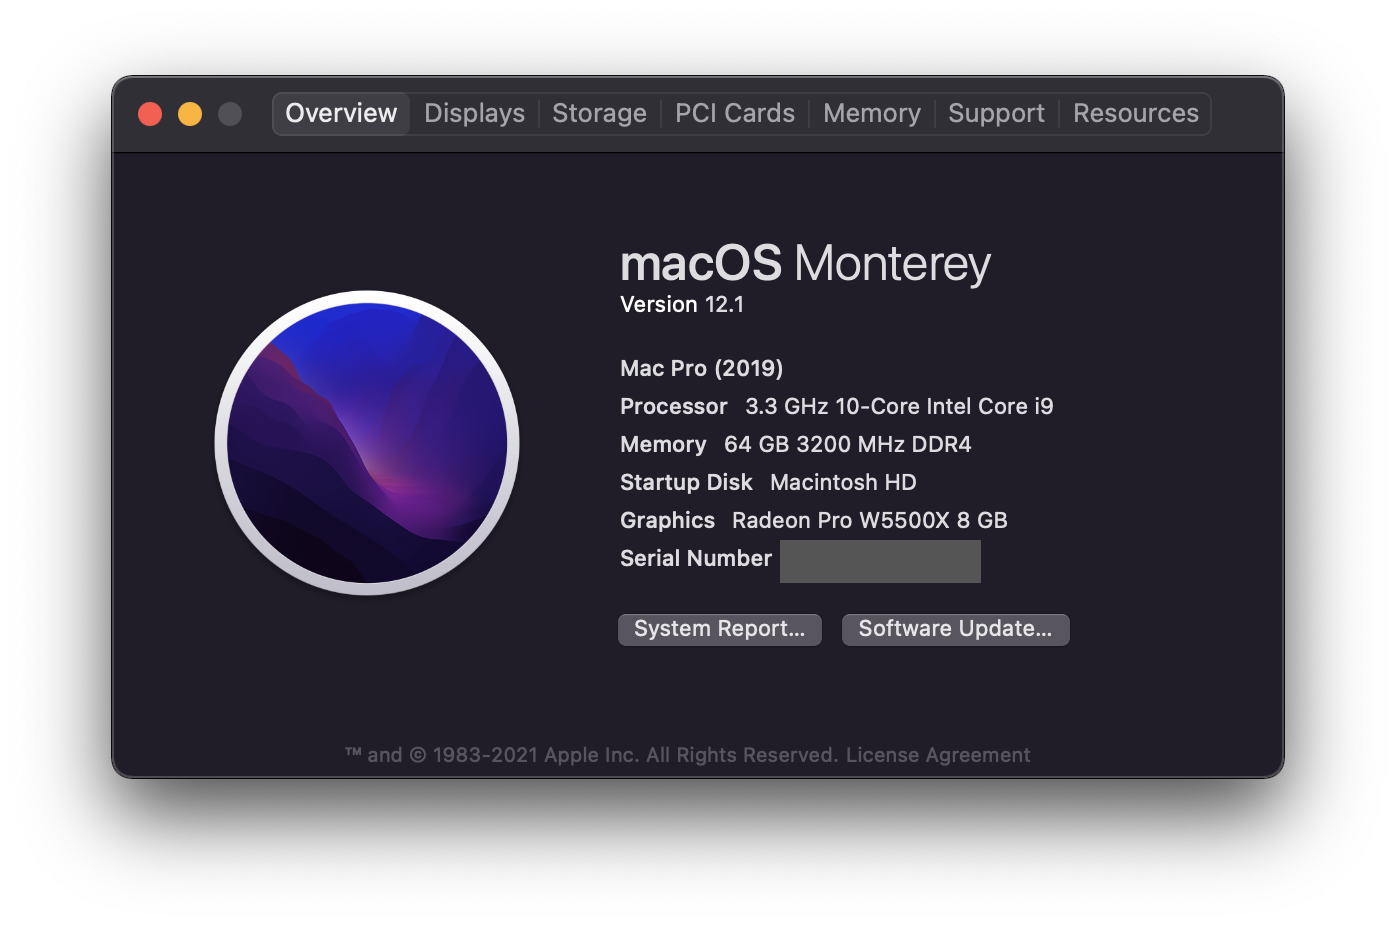 Overview Displays Storage PCI Cards Memory Support Resources
macOS Monterey
Version 12.1
Mac Pro (2019)
Processor 3.3 GHz 10-Core Intel Core i9
Memory 64 GB 3200 MHz DDR4
Startup Disk Macintosh HD
Graphics Radeon Pro W5500X 8 GB
Serial Number
System Report... Software Update...
™ and © 1983-2021 Apple Inc. All Rights Reserved. License Agreement